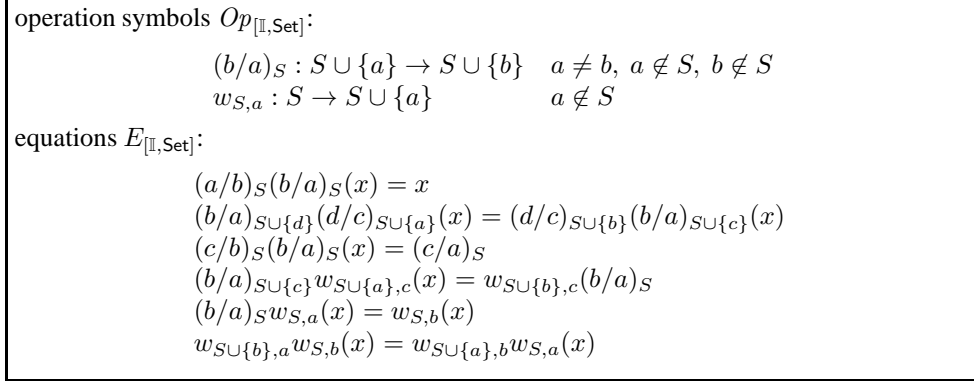 operation symbols Op_{[𝕀,Set]}:
(b/a)_S : S ∪ {a} → S ∪ {b}   a ≠ b, a ∉ S, b ∉ S
w_{S,a} : S → S ∪ {a}   a ∉ S
equations E_{[𝕀,Set]}:
(a/b)_S(b/a)_S(x) = x
(b/a)_{S∪{d}}(d/c)_{S∪{a}}(x) = (d/c)_{S∪{b}}(b/a)_{S∪{c}}(x)
(c/b)_S(b/a)_S(x) = (c/a)_S
(b/a)_{S∪{c}}w_{S∪{a},c}(x) = w_{S∪{b},c}(b/a)_S
(b/a)_S w_{S,a}(x) = w_{S,b}(x)
w_{S∪{b},a}w_{S,b}(x) = w_{S∪{a},b}w_{S,a}(x)